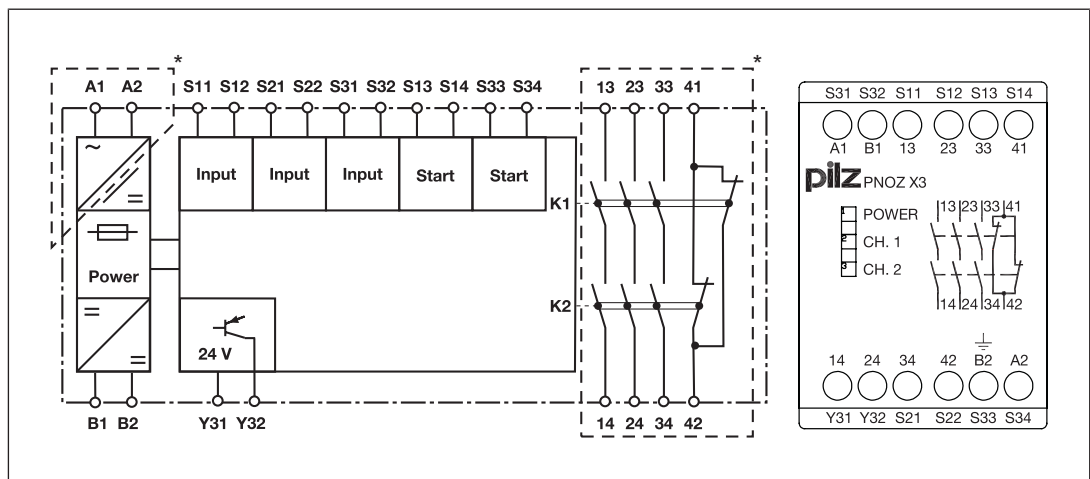 * *
A1 A2 S11 S12 S21 S22 S31 S32 S13 S14 S33 S34 13 23 33 41
~
=
Input Input Input Start Start
K1
Power
K2
=
=
24 V
B1 B2 Y31 Y32 14 24 34 42
S31 S32 S11 S12 S13 S14
A1 B1 13 23 33 41
pilz PNOZ X3
1 POWER
2 CH. 1
3 CH. 2
13 23 33 41
14 24 34 42
14 24 34 42 B2 A2
Y31 Y32 S21 S22 S33 S34